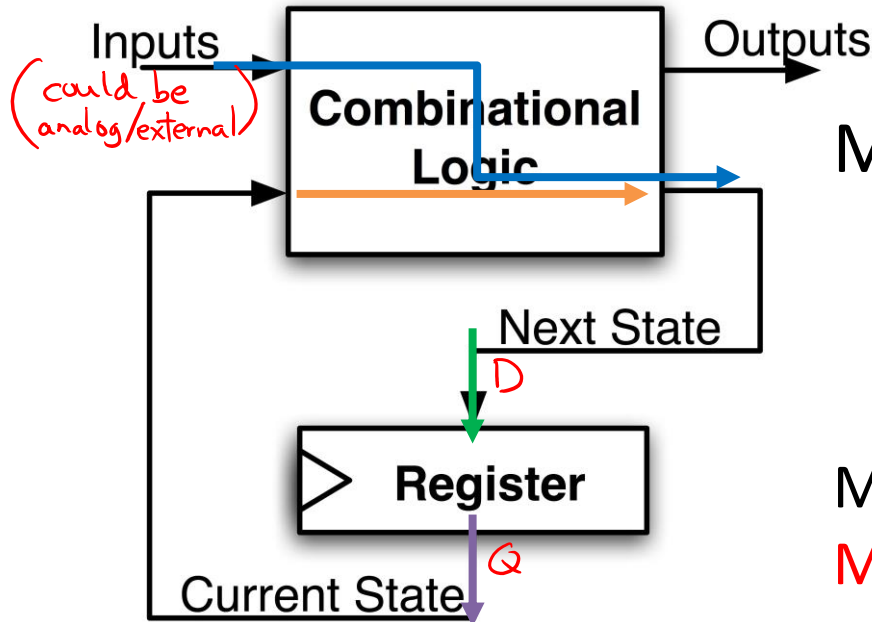 Inputs
(could be
analog/external)
Outputs
Combinational
Logic
M
Next State
D
Register
M
Q
M
Current State